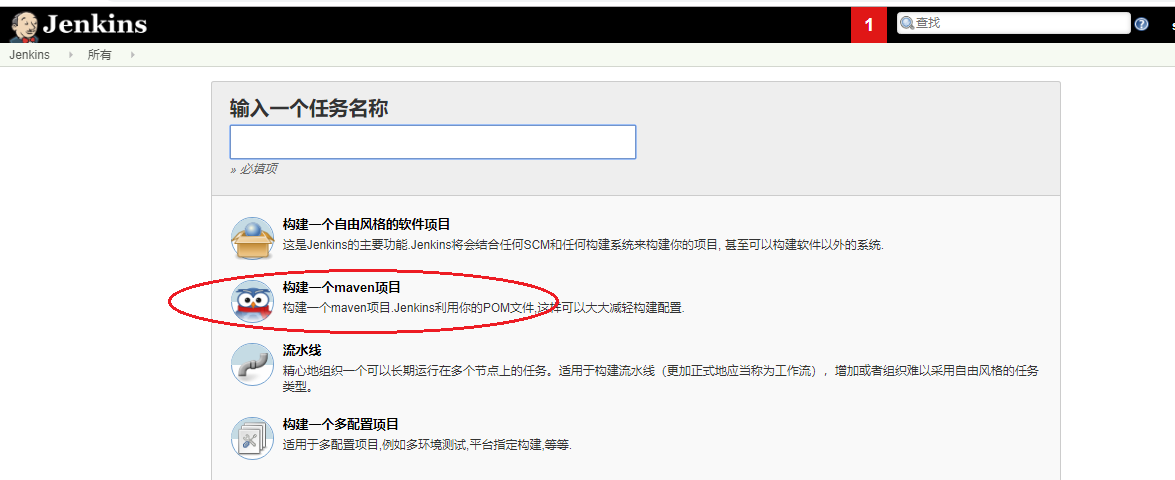 Jenkins
1
查找
Jenkins
所有
输入一个任务名称
» 必填项
构建一个自由风格的软件项目
这是Jenkins的主要功能.Jenkins将会结合任何SCM和任何构建系统来构建你的项目, 甚至可以构建软件以外的系统.
构建一个maven项目
构建一个maven项目.Jenkins利用你的POM文件,这样可以大大减轻构建配置.
流水线
精心地组织一个可以长期运行在多个节点上的任务。适用于构建流水线（更加正式地应当称为工作流），增加或者组织难以采用自由风格的任务
类型。
构建一个多配置项目
适用于多配置项目,例如多环境测试,平台指定构建,等等.